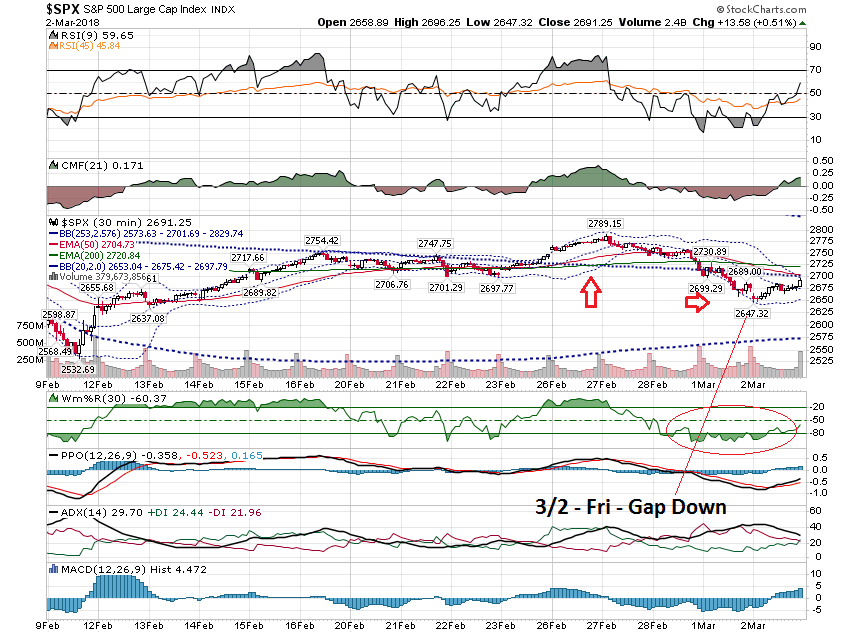 $SPX S&P 500 Large Cap Index INDX © StockCharts.com
2-Mar-2018 Open 2658.89 High 2696.25 Low 2647.32 Close 2691.25 Volume 2.4B Chg +13.58 (+0.51%)
RSI(9) 59.65
RSI(45) 45.84
90
70
50
30
10
CMF(21) 0.171
0.50
0.25
0.00
-0.25
-0.50
$SPX (30 min) 2691.25
BB(253,2.576) 2573.63 - 2701.69 - 2829.74
EMA(50) 2704.73
EMA(200) 2720.84
BB(20,2.0) 2653.04 - 2675.42 - 2697.79
Volume 379,673,856
61
2789.15
2754.42
2747.75
2717.66
2730.89
2689.00
2655.68
2689.82
2706.76
2701.29
2697.77
2699.29
2637.08
2598.87
2647.32
2568.49
2532.69
2800
2775
2750
2725
2700
2675
2650
2625
2600
2575
2550
2525
750M
500M
250M
9Feb 12Feb 13Feb 14Feb 15Feb 16Feb 20Feb 21Feb 22Feb 23Feb 26Feb 27Feb 28Feb 1Mar 2Mar
Wm%R(30) -60.37
-20
-50
-80
PPO(12,26,9) -0.358, -0.523, 0.165
0.5
0.0
-0.5
-1.0
3/2 - Fri - Gap Down
ADX(14) 29.70 +DI 24.44 -DI 21.96
60
40
20
0
MACD(12,26,9) Hist 4.472
10
5
0
-5
9Feb 12Feb 13Feb 14Feb 15Feb 16Feb 20Feb 21Feb 22Feb 23Feb 26Feb 27Feb 28Feb 1Mar 2Mar